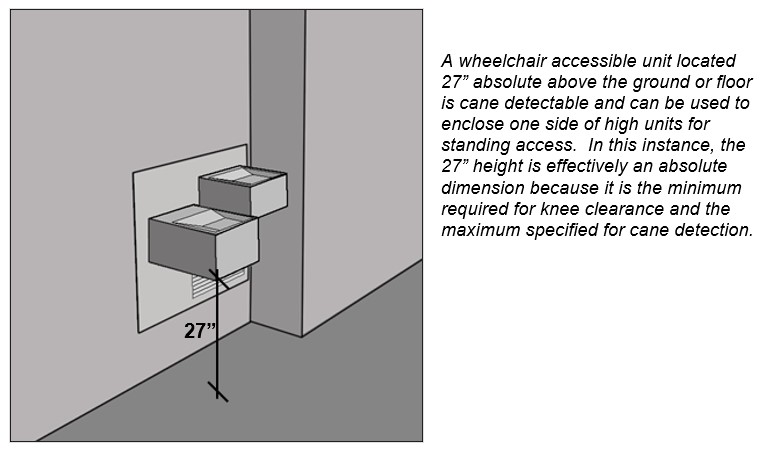 A wheelchair accessible unit located
27” absolute above the ground or floor
is cane detectable and can be used to
enclose one side of high units for
standing access.  In this instance, the
27” height is effectively an absolute
dimension because it is the minimum
required for knee clearance and the
maximum specified for cane detection.
27”